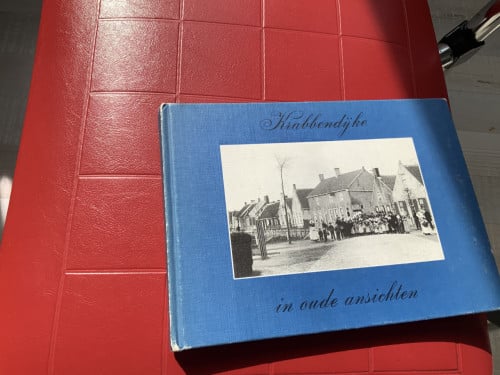 Krabbendijke
in oude ansichten